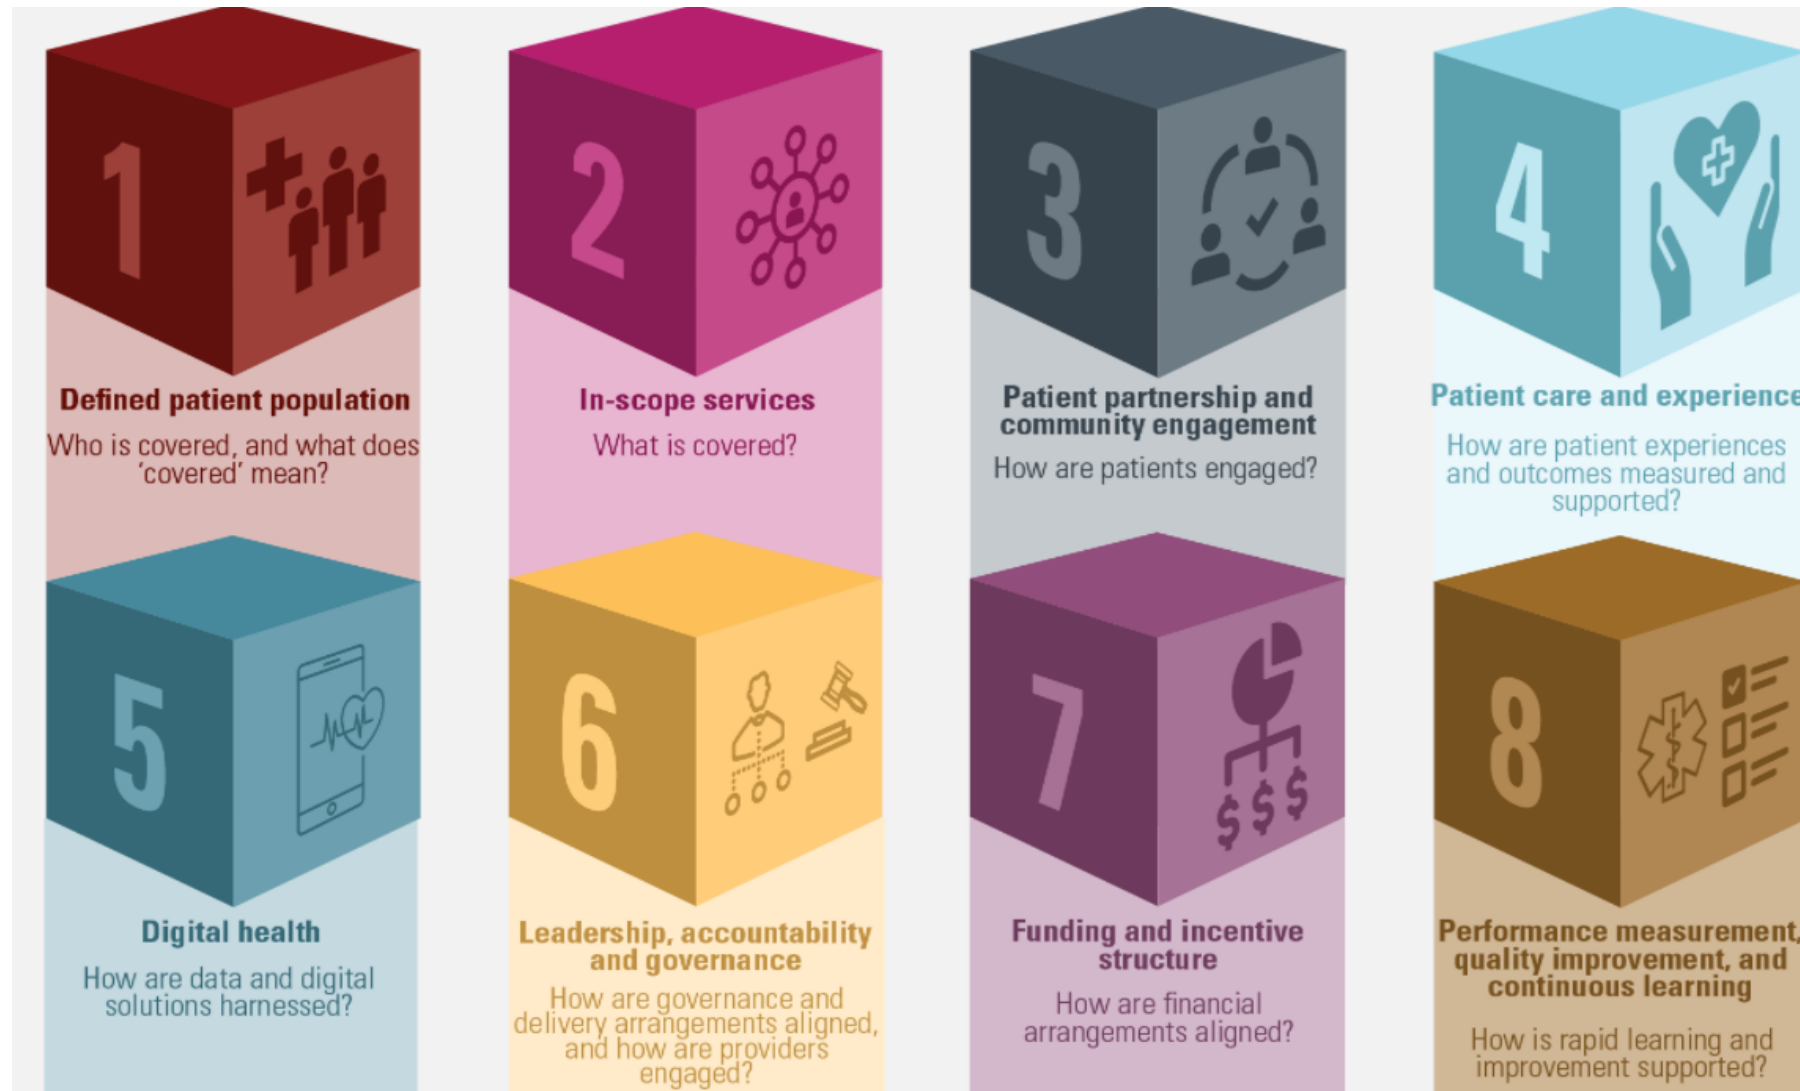 1
Defined patient population
Who is covered, and what does
‘covered’ mean?
2
In-scope services
What is covered?
3
Patient partnership and
community engagement
How are patients engaged?
4
Patient care and experience
How are patient experiences
and outcomes measured and
supported?
5
Digital health
How are data and digital
solutions harnessed?
6
Leadership, accountability
and governance
How are governance and
delivery arrangements aligned,
and how are providers
engaged?
7
$ $ $
Funding and incentive
structure
How are financial
arrangements aligned?
8
Performance measurement,
quality improvement, and
continuous learning
How is rapid learning and
improvement supported?